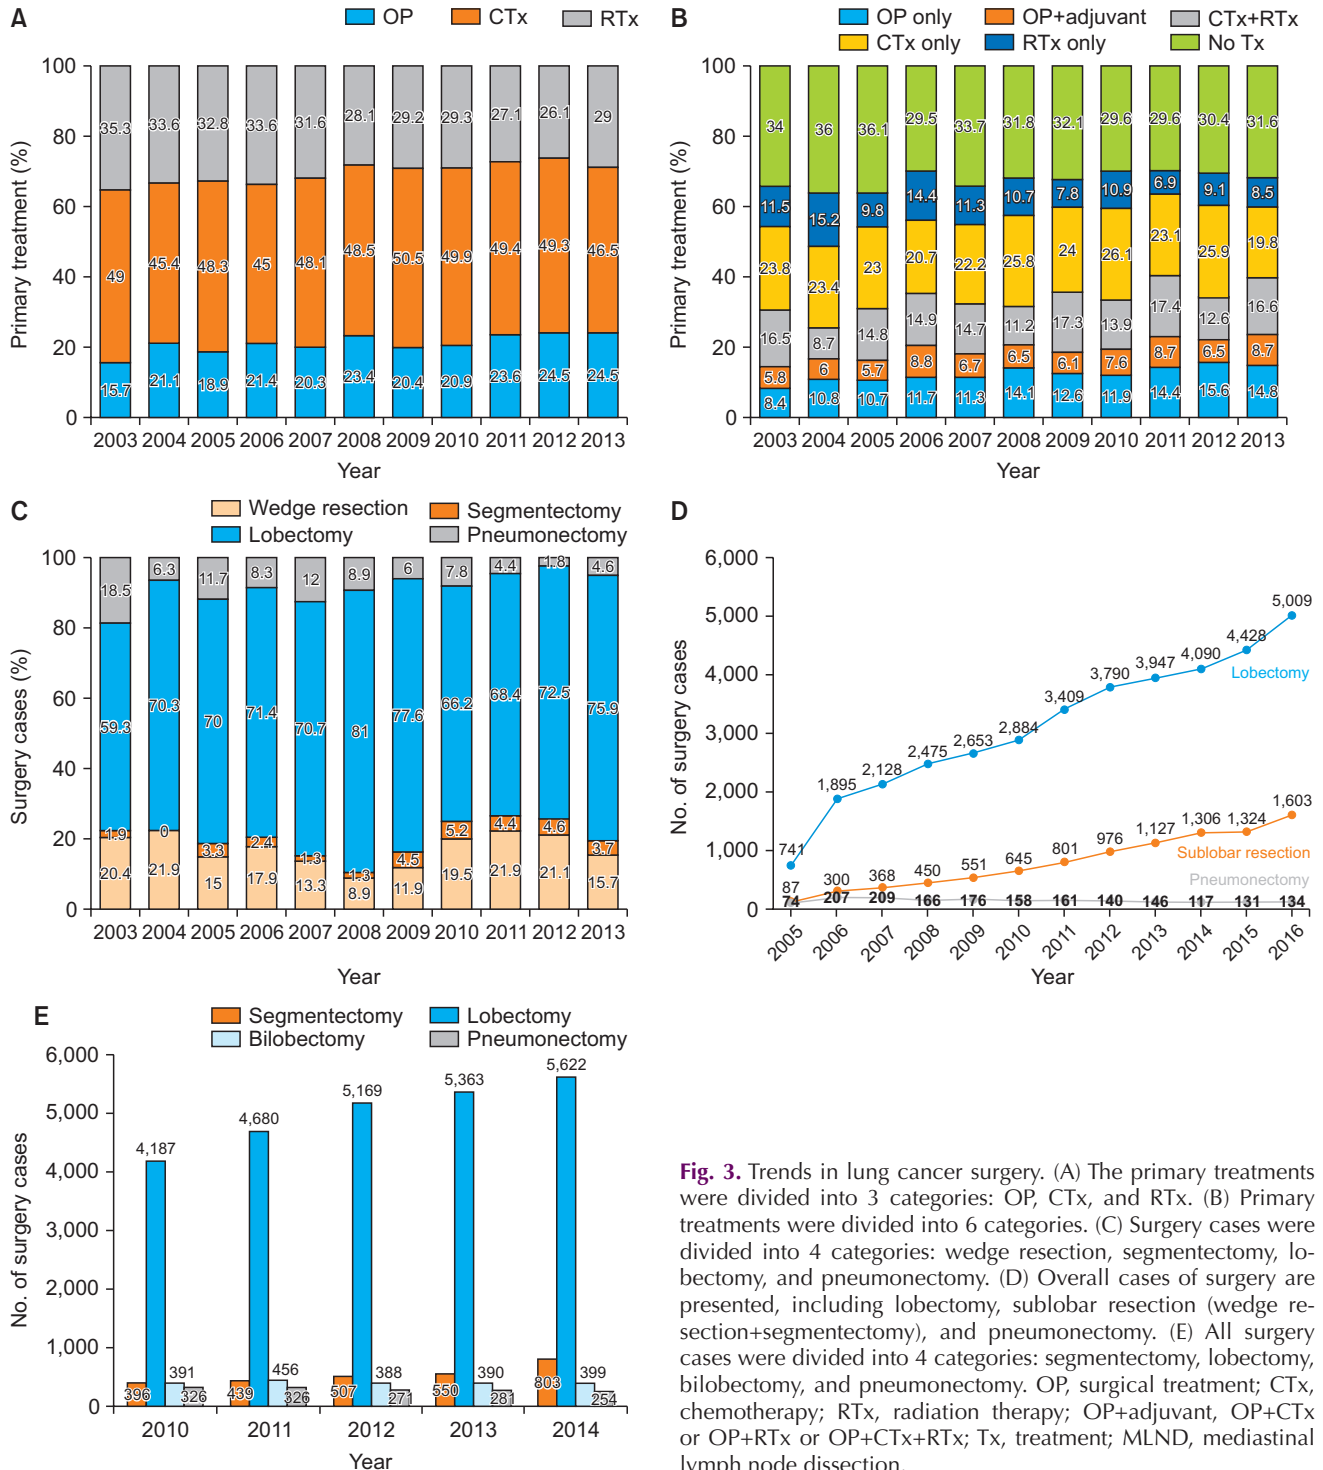 A
OP CTx RTx
Primary treatment (%)
100
80
60
40
20
0
35.3 33.6 32.8 33.6 31.6 28.1 29.2 29.3 27.1 26.1 29
49 45.4 48.3 45 48.1 48.5 50.5 49.9 49.4 49.3 46.5
15.7 21.1 18.9 21.4 20.3 23.4 20.4 20.9 23.6 24.5 24.5
2003 2004 2005 2006 2007 2008 2009 2010 2011 2012 2013
Year
B
OP only OP+adjuvant CTx+RTx
CTx only RTx only No Tx
Primary treatment (%)
100
80
60
40
20
0
34 36 36.1 29.5 33.7 31.8 32.1 29.6 29.6 30.4 31.6
11.5 15.2 9.8 14.4 11.3 10.7 7.8 10.9 6.9 9.1 8.5
23.8 23.4 23 20.7 22.2 25.8 24 26.1 23.1 25.9 19.8
16.5 8.7 14.8 14.9 14.7 11.2 17.3 13.9 17.4 12.6 16.6
5.8 6 5.7 8.8 6.7 6.5 6.1 7.6 8.7 6.5 8.7
8.4 10.8 10.7 11.7 11.3 14.1 12.6 11.9 14.4 15.6 14.8
2003 2004 2005 2006 2007 2008 2009 2010 2011 2012 2013
Year
C
Wedge resection Segmentectomy
Lobectomy Pneumonectomy
Surgery cases (%)
100
80
60
40
20
0
18.5 6.3 11.7 8.3 12 8.9 6 7.8 4.4 1.8 4.6
59.3 70.3 70 71.4 70.7 81 77.6 66.2 68.4 72.5 75.9
1.9 0 3.3 2.4 1.3 1.3 4.5 5.2 4.4 4.6 3.7
20.4 21.9 15 17.9 13.3 8.9 11.9 19.5 21.9 21.1 15.7
2003 2004 2005 2006 2007 2008 2009 2010 2011 2012 2013
Year
D
No. of surgery cases
6,000
5,000
4,000
3,000
2,000
1,000
0
741 1,895 2,128 2,475 2,653 2,884 3,409 3,790 3,947 4,090 4,428 5,009
Lobectomy
87 300 368 450 551 645 801 976 1,127 1,306 1,324 1,603
Sublobar resection
Pneumonectomy
74 207 209 166 176 158 161 140 146 117 131 134
2005 2006 2007 2008 2009 2010 2011 2012 2013 2014 2015 2016
Year
E
Segmentectomy Lobectomy
Bilobectomy Pneumonectomy
No. of surgery cases
6,000
5,000
4,000
3,000
2,000
1,000
0
4,187 4,680 5,169 5,363 5,622
391 456 388 390 399
396 326 439 326 507 271 550 281 803 254
2010 2011 2012 2013 2014
Year
Fig. 3. Trends in lung cancer surgery. (A) The primary treatments
were divided into 3 categories: OP, CTx, and RTx. (B) Primary
treatments were divided into 6 categories. (C) Surgery cases were
divided into 4 categories: wedge resection, segmentectomy, lo-
bectomy, and pneumonectomy. (D) Overall cases of surgery are
presented, including lobectomy, sublobar resection (wedge re-
section+segmentectomy), and pneumonectomy. (E) All surgery
cases were divided into 4 categories: segmentectomy, lobectomy,
bilobectomy, and pneumonectomy. OP, surgical treatment; CTx,
chemotherapy; RTx, radiation therapy; OP+adjuvant, OP+CTx
or OP+RTx or OP+CTx+RTx; Tx, treatment; MLND, mediastinal
lymph node dissection.